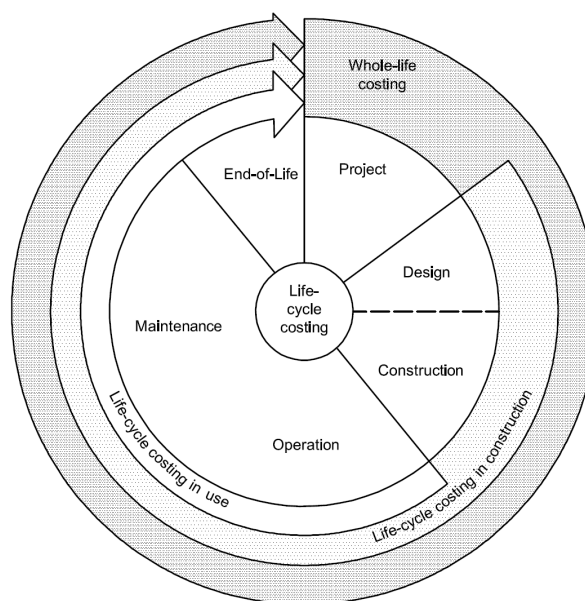 Whole-life
costing
End-of-Life
Project
Design
Life-
cycle
costing
Maintenance
Construction
Operation
Life-cycle costing in use
Life-cycle costing in construction